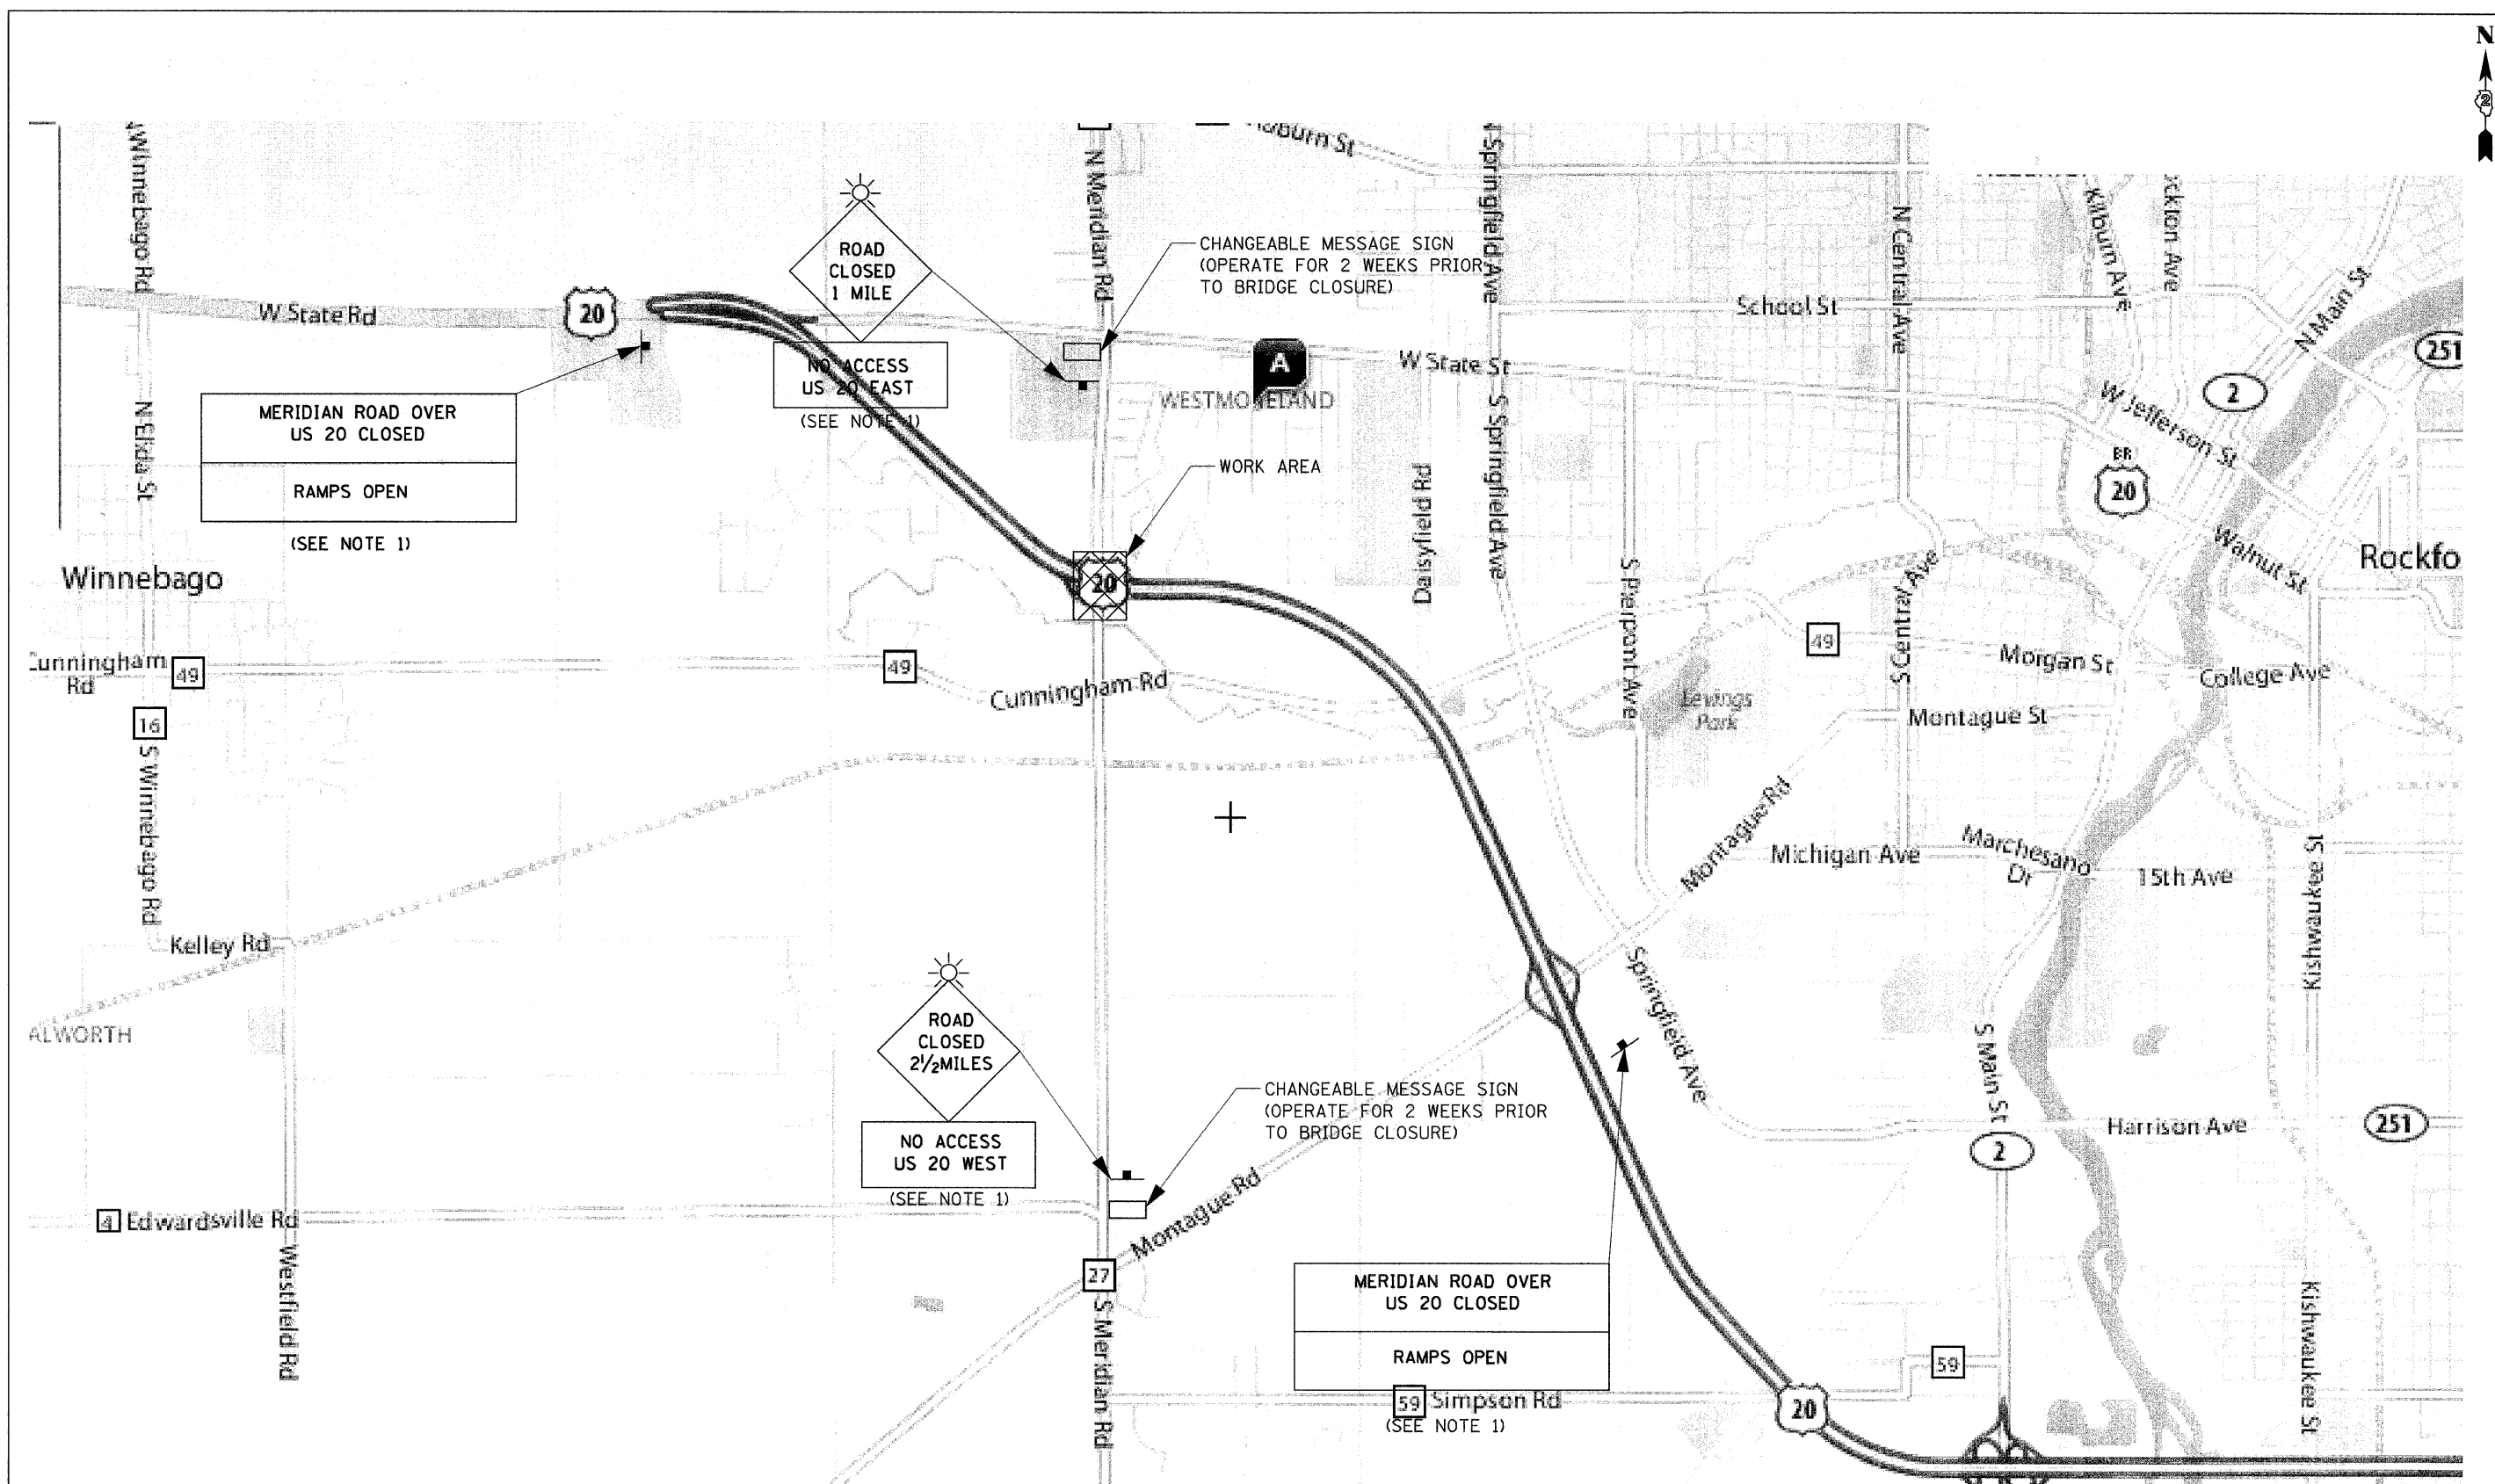 N
2
N Winnebago Rd
N Meridian Rd
N Springfield Ave
N Central Ave
Kilburn Ave
N Main St
ROAD
CLOSED
1 MILE
CHANGEABLE MESSAGE SIGN
(OPERATE FOR 2 WEEKS PRIOR
TO BRIDGE CLOSURE)
W State Rd
20
School St
251
NO ACCESS
US 20 EAST
(SEE NOTE 1)
A
WESTMORELAND
W State St
2
W Jefferson St
MERIDIAN ROAD OVER
US 20 CLOSED
RAMPS OPEN
(SEE NOTE 1)
N Elida St
WORK AREA
Daisyfield Rd
S Springfield Ave
BR
20
Walnut St
Rockfo
Winnebago
20
S Pierpont Ave
S Central Ave
Cunningham
Rd
49
49
Cunningham Rd
49
Morgan St
College Ave
Levings
Park
16
Montague St
S Winnebago Rd
Montague Rd
Michigan Ave
Marchesano
Dr
15th Ave
Kishwaukee St
Kelley Rd
ALWORTH
ROAD
CLOSED
2 1/2 MILES
Springfield Ave
S Main St
CHANGEABLE MESSAGE SIGN
(OPERATE FOR 2 WEEKS PRIOR
TO BRIDGE CLOSURE)
NO ACCESS
US 20 WEST
(SEE NOTE 1)
Harrison Ave
251
2
4 Edwardsville Rd
Montague Rd
27
Westfield Rd
S Meridian Rd
MERIDIAN ROAD OVER
US 20 CLOSED
RAMPS OPEN
59 Simpson Rd
(SEE NOTE 1)
59
20
Kishwaukee St